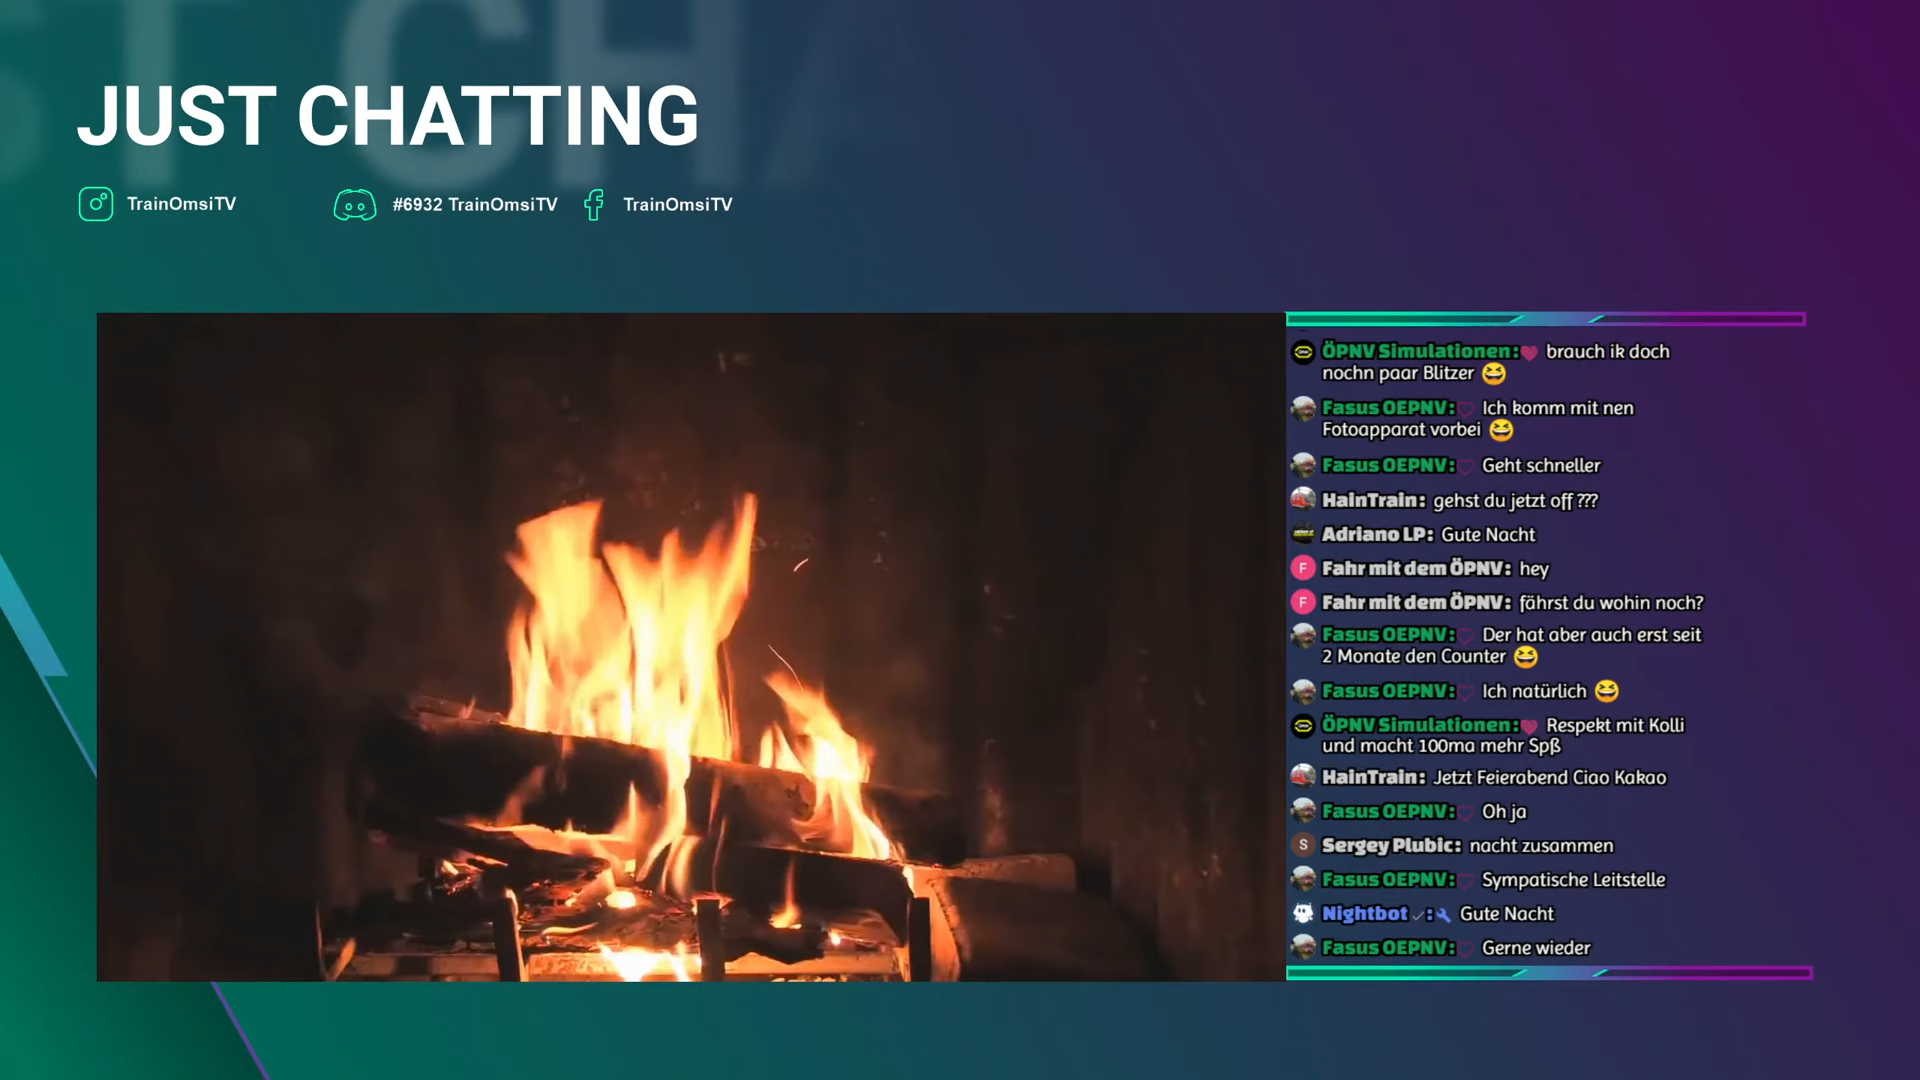 JUST CHATTING
TrainOmsiTV
#6932 TrainOmsiTV
TrainOmsiTV
ÖPNV Simulationen: brauch ik doch
nochn paar Blitzer 😆
Fasus OEPNV: Ich komm mit nen
Fotoapparat vorbei 😆
Fasus OEPNV: Geht schneller
HainTrain: gehst du jetzt off ???
Adriano LP: Gute Nacht
F Fahr mit dem ÖPNV: hey
F Fahr mit dem ÖPNV: fährst du wohin noch?
Fasus OEPNV: Der hat aber auch erst seit
2 Monate den Counter 😆
Fasus OEPNV: Ich natürlich 😆
ÖPNV Simulationen: Respekt mit Kolli
und macht 100ma mehr Spß
HainTrain: Jetzt Feierabend Ciao Kakao
Fasus OEPNV: Oh ja
S Sergey Plubic: nacht zusammen
Fasus OEPNV: Sympatische Leitstelle
Nightbot: Gute Nacht
Fasus OEPNV: Gerne wieder